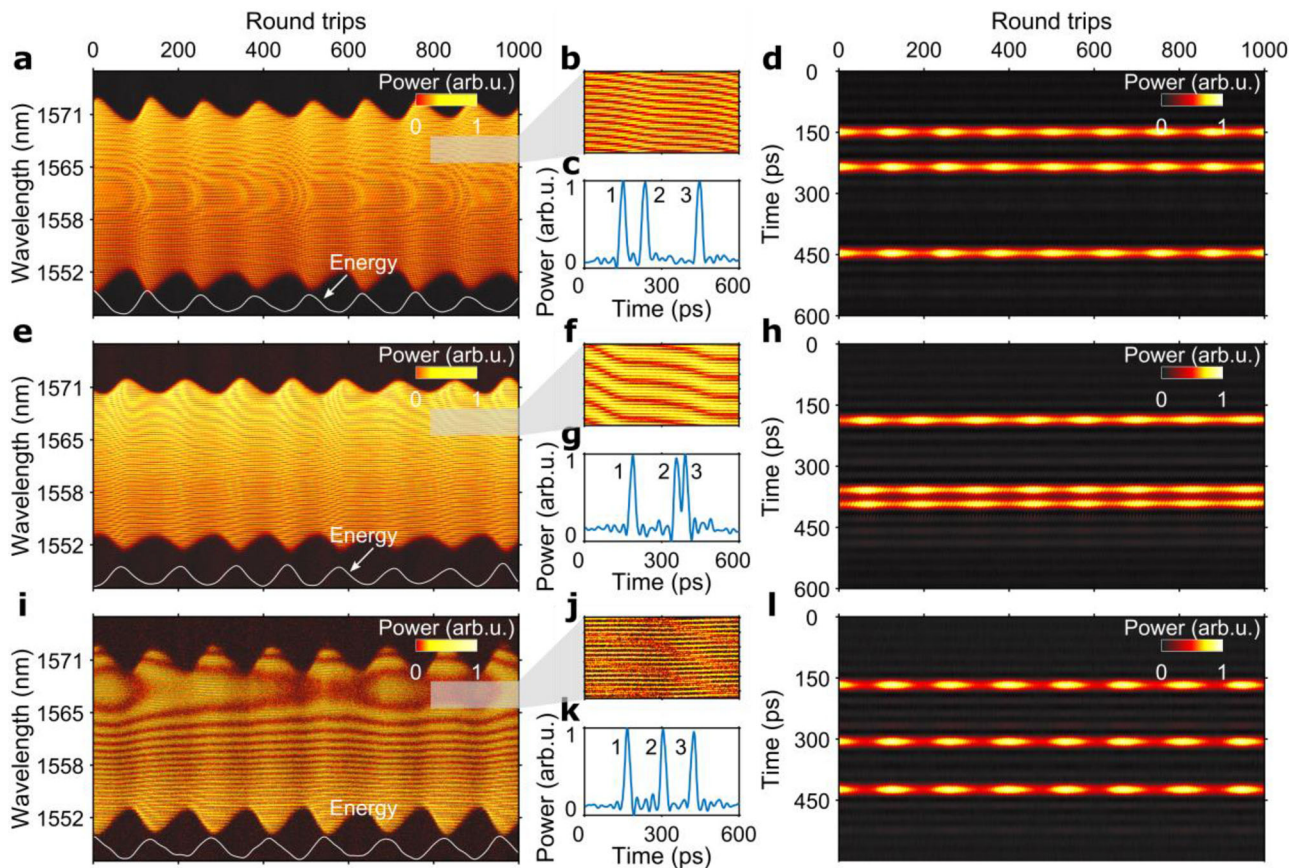 Round trips
0 200 400 600 800 1000
a
Power (arb.u.)
0 1
Wavelength (nm)
1571
1565
1558
1552
Energy
b
c
Power (arb.u.)
1
0
1 2 3
0 300 600
Time (ps)
Round trips
0 200 400 600 800 1000
d
Power (arb.u.)
0 1
Time (ps)
0
150
300
450
600
e
Power (arb.u.)
0 1
Wavelength (nm)
1571
1565
1558
1552
Energy
f
g
Power (arb.u.)
1
0
1 2 3
0 300 600
Time (ps)
h
Power (arb.u.)
0 1
Time (ps)
0
150
300
450
600
i
Power (arb.u.)
0 1
Wavelength (nm)
1571
1565
1558
1552
Energy
j
k
Power (arb.u.)
1
0
1 2 3
0 300 600
Time (ps)
l
Power (arb.u.)
0 1
Time (ps)
0
150
300
450